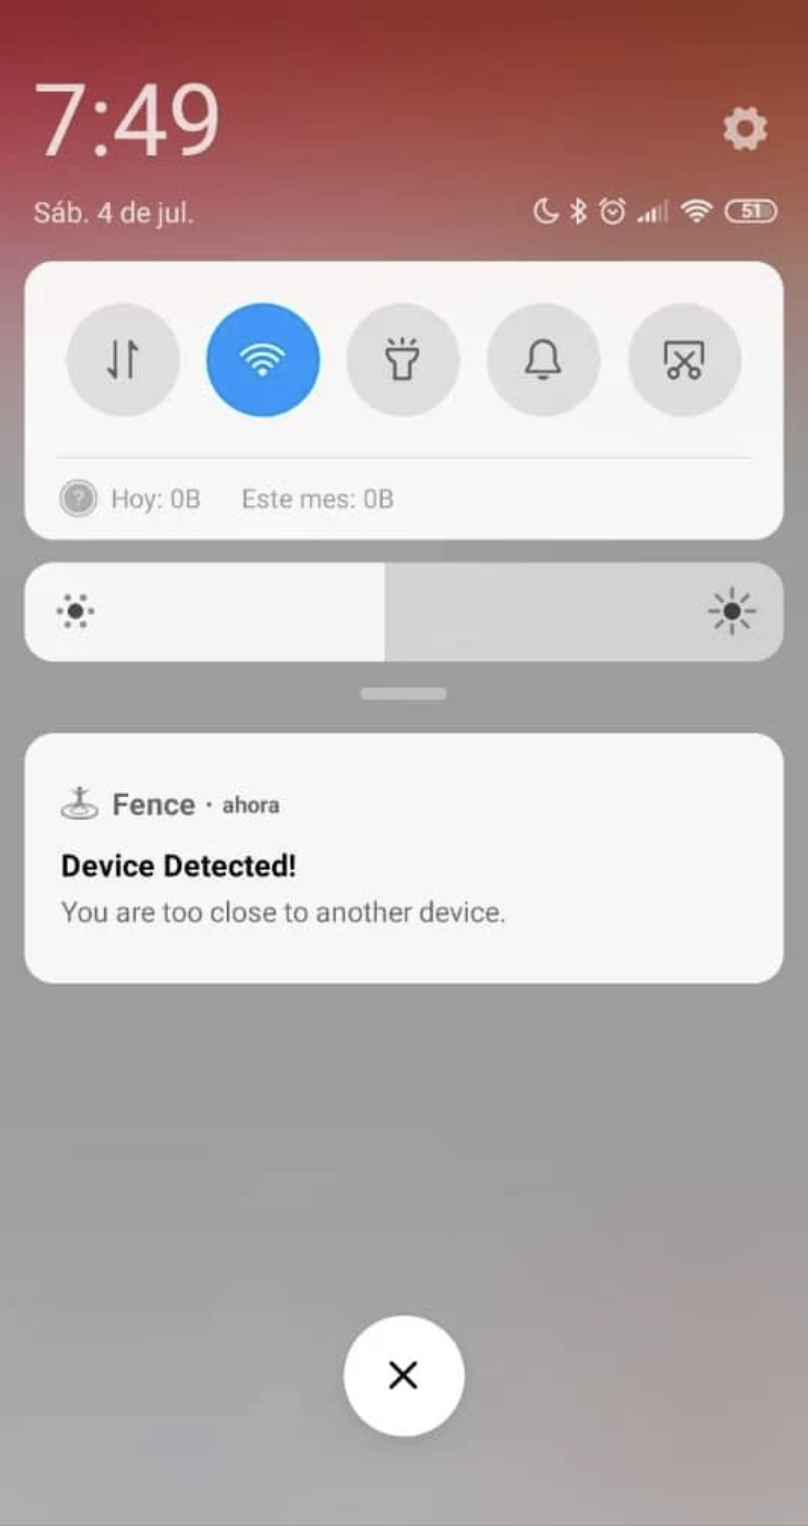 7:49
Sáb. 4 de jul.
51
Hoy: 0B Este mes: 0B
Fence · ahora
Device Detected!
You are too close to another device.